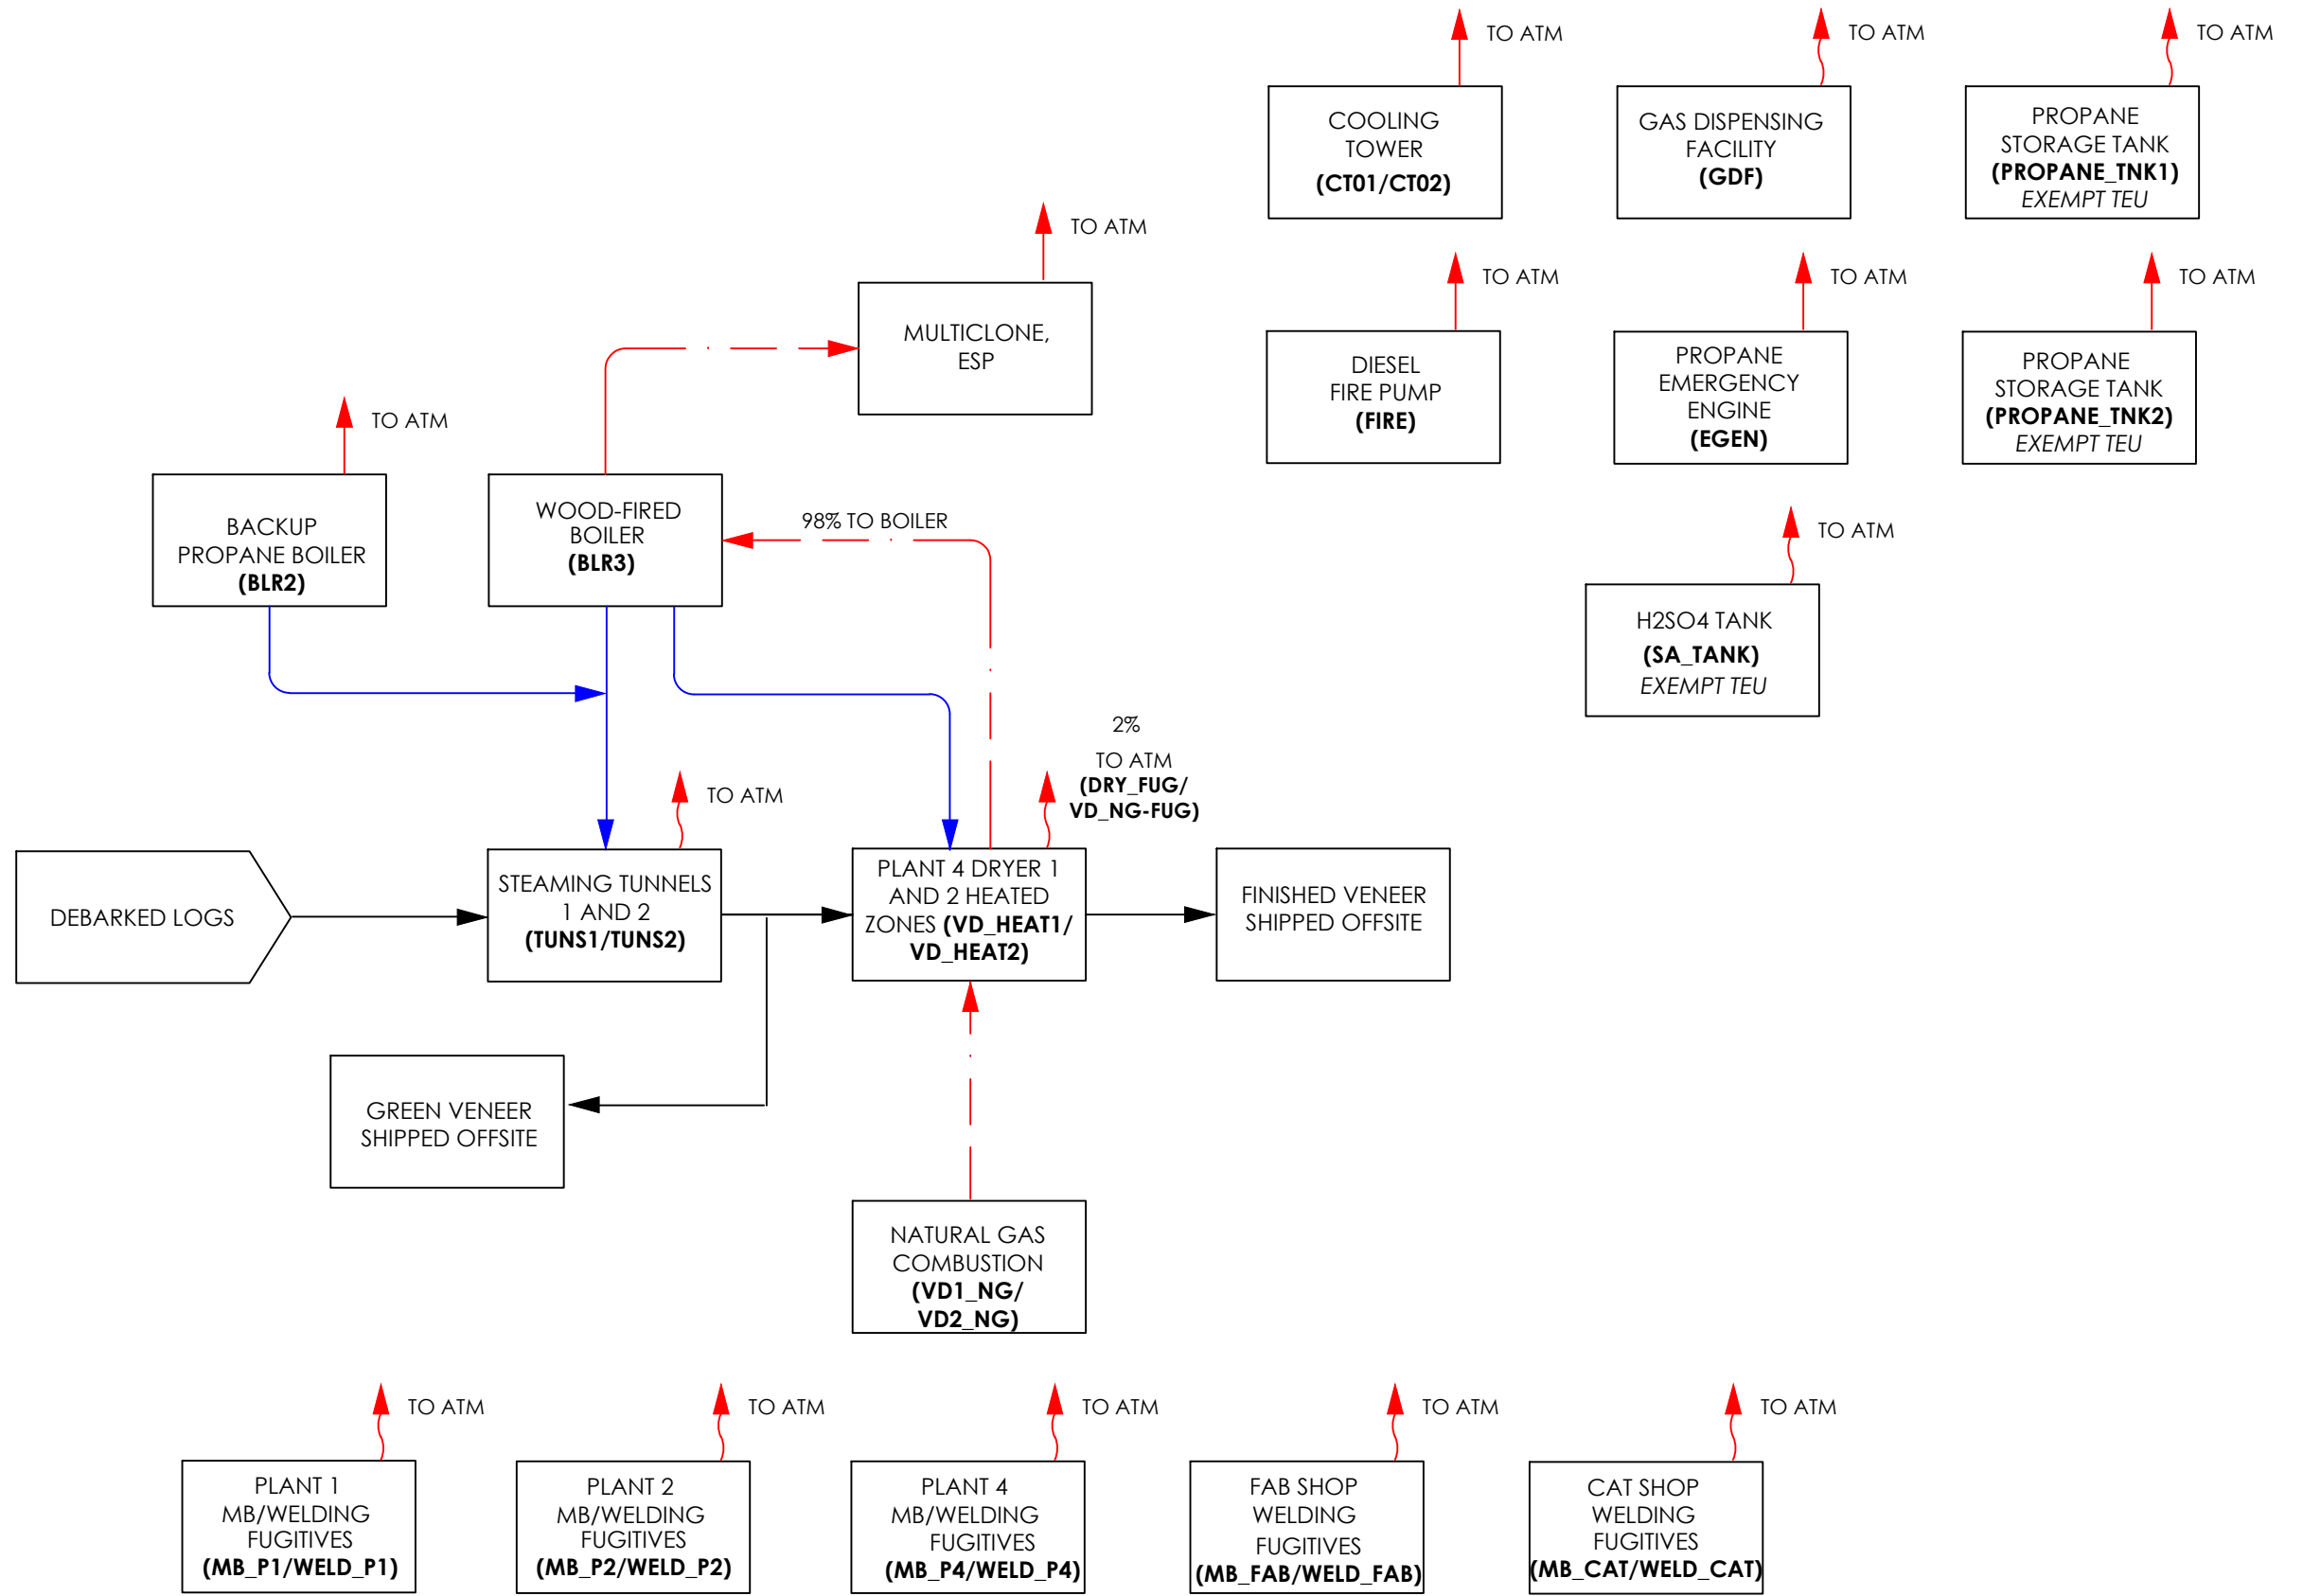 TO ATM
TO ATM
TO ATM
COOLING
TOWER
(CT01/CT02)
GAS DISPENSING
FACILITY
(GDF)
PROPANE
STORAGE TANK
(PROPANE_TNK1)
EXEMPT TEU
TO ATM
MULTICLONE,
ESP
TO ATM
TO ATM
TO ATM
DIESEL
FIRE PUMP
(FIRE)
PROPANE
EMERGENCY
ENGINE
(EGEN)
PROPANE
STORAGE TANK
(PROPANE_TNK2)
EXEMPT TEU
TO ATM
BACKUP
PROPANE BOILER
(BLR2)
WOOD-FIRED
BOILER
(BLR3)
98% TO BOILER
TO ATM
H2SO4 TANK
(SA_TANK)
EXEMPT TEU
2%
TO ATM
(DRY_FUG/
VD_NG-FUG)
TO ATM
DEBARKED LOGS
STEAMING TUNNELS
1 AND 2
(TUNS1/TUNS2)
PLANT 4 DRYER 1
AND 2 HEATED
ZONES (VD_HEAT1/
VD_HEAT2)
FINISHED VENEER
SHIPPED OFFSITE
GREEN VENEER
SHIPPED OFFSITE
NATURAL GAS
COMBUSTION
(VD1_NG/
VD2_NG)
TO ATM
TO ATM
TO ATM
TO ATM
TO ATM
PLANT 1
MB/WELDING
FUGITIVES
(MB_P1/WELD_P1)
PLANT 2
MB/WELDING
FUGITIVES
(MB_P2/WELD_P2)
PLANT 4
MB/WELDING
FUGITIVES
(MB_P4/WELD_P4)
FAB SHOP
WELDING
FUGITIVES
(MB_FAB/WELD_FAB)
CAT SHOP
WELDING
FUGITIVES
(MB_CAT/WELD_CAT)